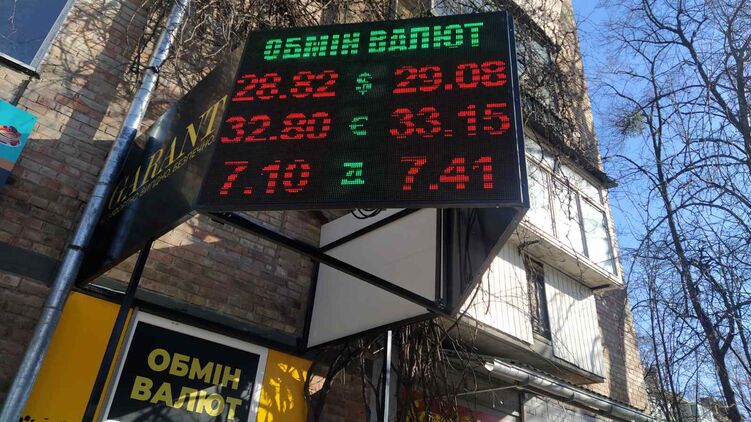 ОБМІН ВАЛЮТ
28.82 $ 29.08
32.80 € 33.15
7.10 Д 7.41
GARANT
ОБМІН
ВАЛЮТ